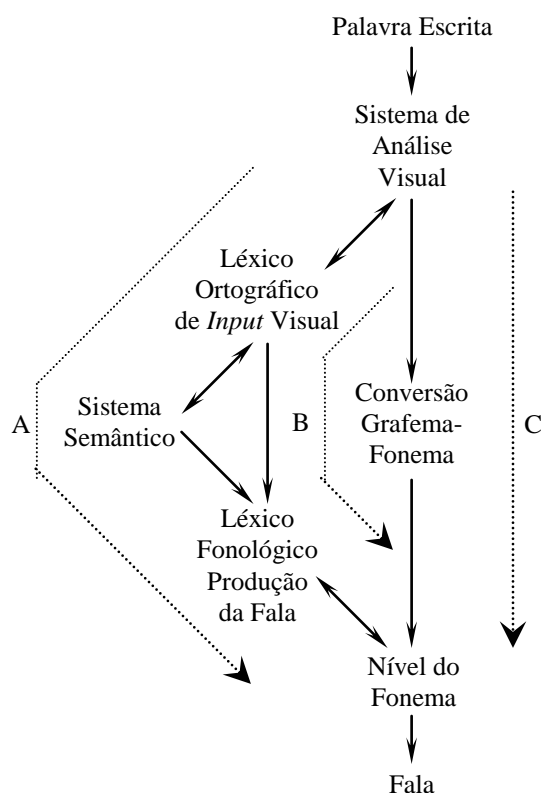 Palavra Escrita
Sistema de
Análise
Visual
Léxico
Ortográfico
de Input Visual
Sistema
Semântico
A
B
Conversão
Grafema-
Fonema
C
Léxico
Fonológico
Produção
da Fala
Nível do
Fonema
Fala